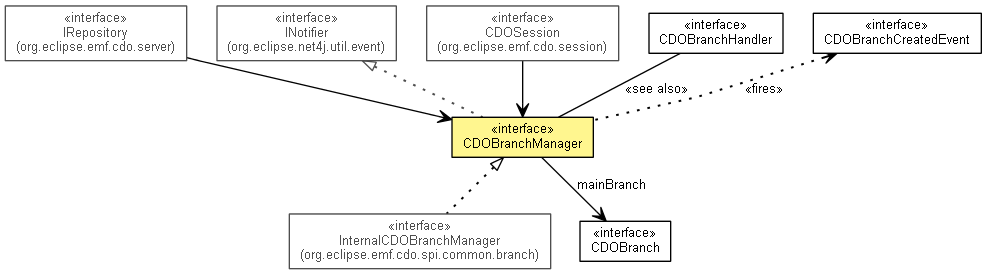 «interface»
IRepository
(org.eclipse.emf.cdo.server)
«interface»
INotifier
(org.eclipse.net4j.util.event)
«interface»
CDOSession
(org.eclipse.emf.cdo.session)
«interface»
CDOBranchHandler
«interface»
CDOBranchCreatedEvent
«see also»
«fires»
«interface»
CDOBranchManager
mainBranch
«interface»
InternalCDOBranchManager
(org.eclipse.emf.cdo.spi.common.branch)
«interface»
CDOBranch